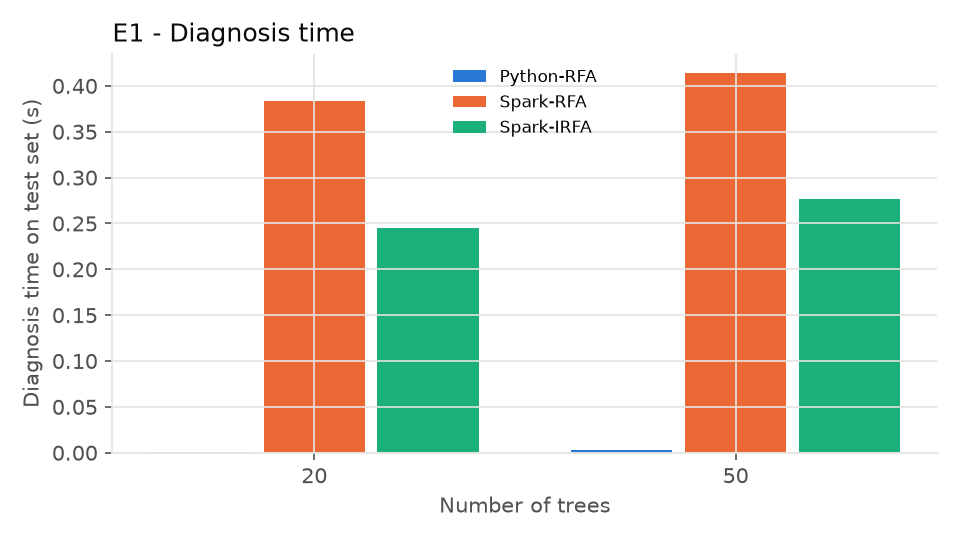 E1 - Diagnosis time
Diagnosis time on test set (s)
0.40
0.35
0.30
0.25
0.20
0.15
0.10
0.05
0.00
Python-RFA
Spark-RFA
Spark-IRFA
20
50
Number of trees